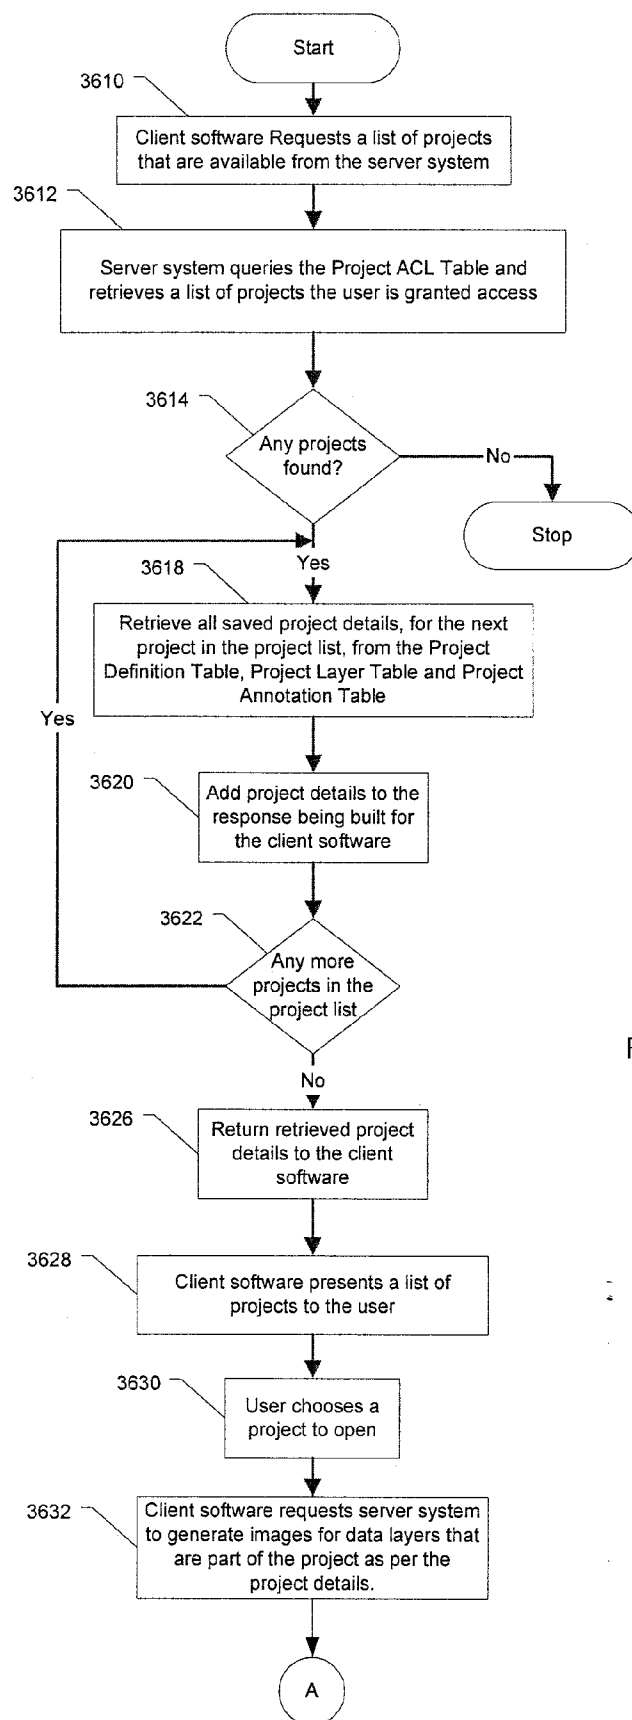 Start
3610
Client software Requests a list of projects
that are available from the server system
3612
Server system queries the Project ACL Table and
retrieves a list of projects the user is granted access
3614
Any projects
found?
No
Stop
Yes
3618
Retrieve all saved project details, for the next
project in the project list, from the Project
Definition Table, Project Layer Table and Project
Annotation Table
Yes
3620
Add project details to the
response being built for
the client software
3622
Any more
projects in the
project list
No
3626
Return retrieved project
details to the client
software
3628
Client software presents a list of
projects to the user
3630
User chooses a
project to open
3632
Client software requests server system
to generate images for data layers that
are part of the project as per the
project details.
A